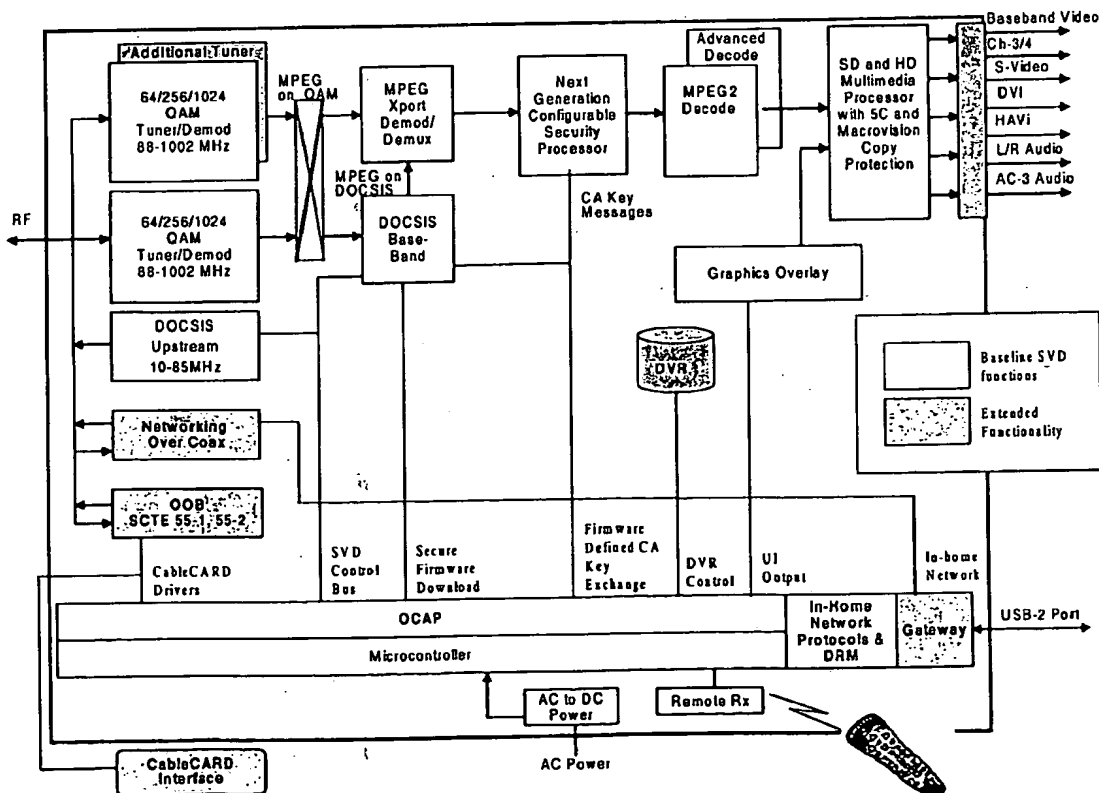 Additional Tuner
64/256/1024
QAM
Tuner/Demod
88-1002 MHz
MPEG
on QAM
MPEG
Xport
Demod/
Demux
Next
Generation
Configurable
Security
Processor
Advanced
Decode
MPEG2
Decode
SD and HD
Multimedia
Processor
with 5C and
Macrovision
Copy
Protection
Baseband Video
Ch-3/4
S-Video
DVI
HAVi
L/R Audio
AC-3 Audio
RF
64/256/1024
QAM
Tuner/Demod
88-1002 MHz
MPEG on
DOCSIS
DOCSIS
Base-
Band
CA Key
Messages
Graphics Overlay
DOCSIS
Upstream
10-85MHz
DVR
Baseline SVD
functions
Extended
Functionality
Networking
Over Coax
OOB
SCTE 55-1, 55-2
CableCARD
Drivers
SVD
Control
Bus
Secure
Firmware
Download
Firmware
Defined CA
Key
Exchange
DVR
Control
UI
Output
In-home
Network
OCAP
Microcontroller
In-Home
Network
Protocols &
DRM
Gateway
USB-2 Port
AC to DC
Power
Remote Rx
AC Power
CableCARD
Interface